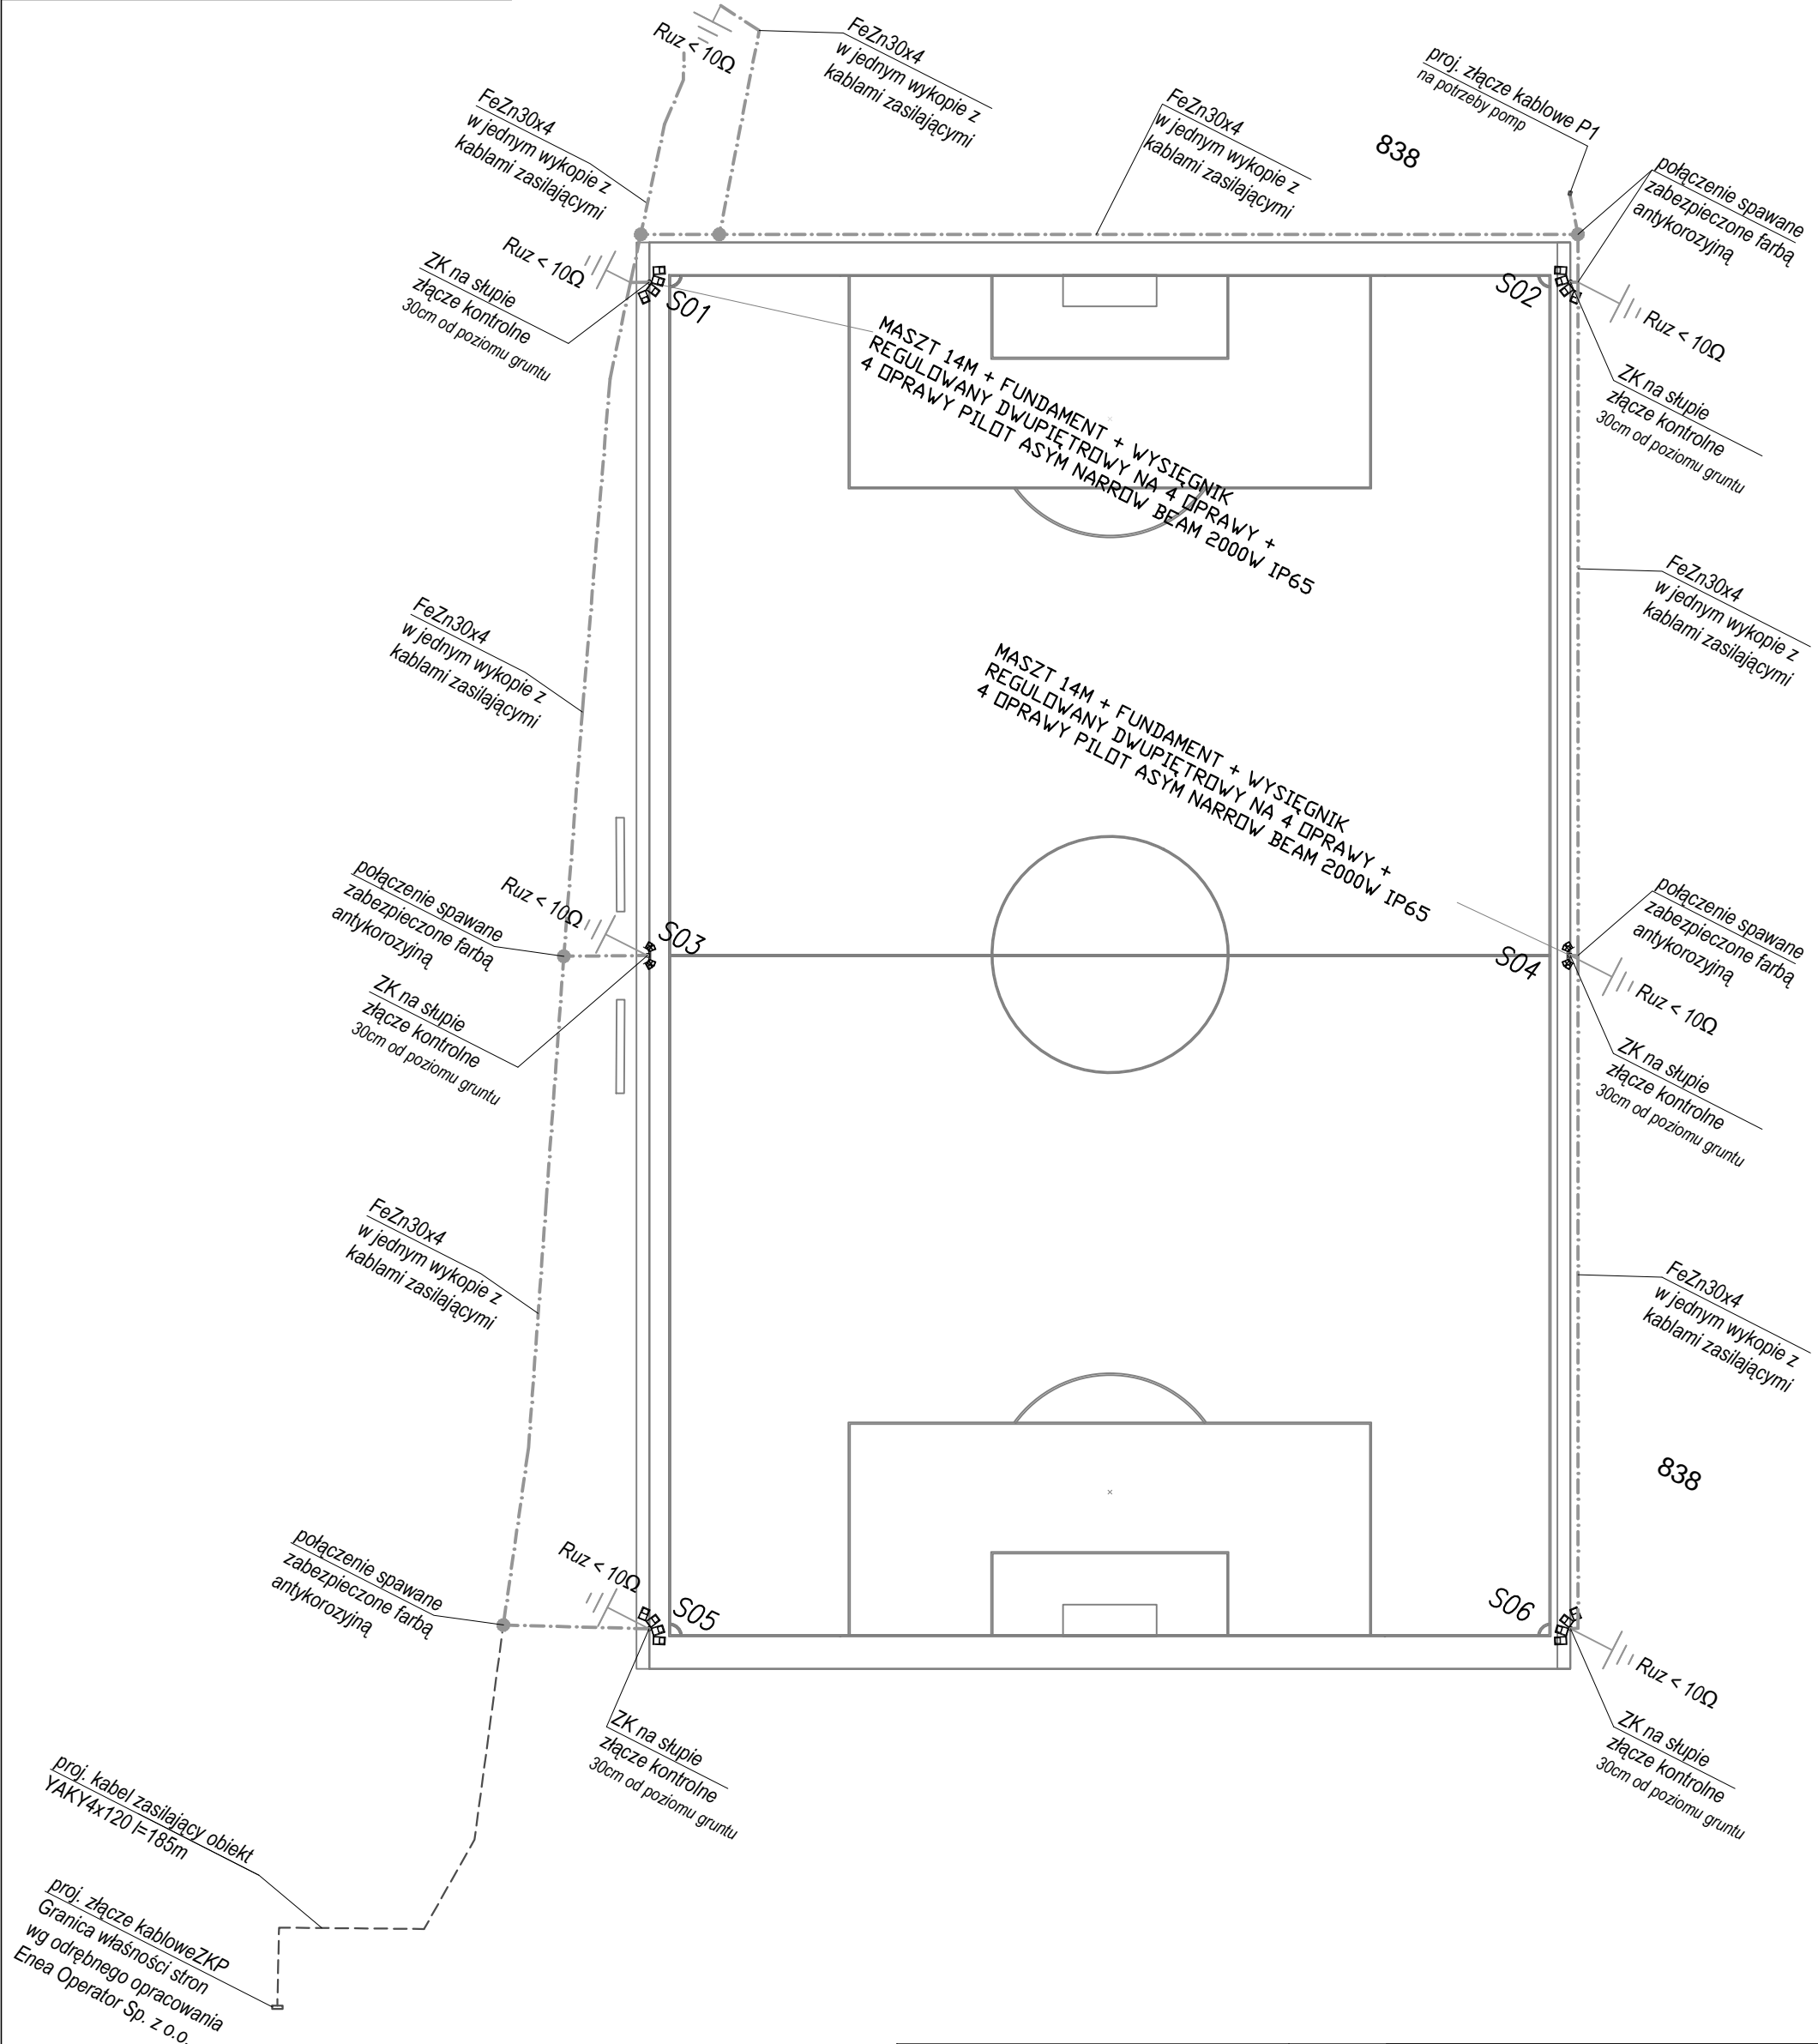 Ruz < 10Ω
FeZn30x4
w jednym wykopie z
kablami zasilającymi
FeZn30x4
w jednym wykopie z
kablami zasilającymi
FeZn30x4
w jednym wykopie z
kablami zasilającymi
proj. złącze kablowe P1
na potrzeby pomp
838
połączenie spawane
zabezpieczone farbą
antykorozyjną
Ruz < 10Ω
ZK na słupie
złącze kontrolne
30cm od poziomu gruntu
S01
S02
Ruz < 10Ω
ZK na słupie
złącze kontrolne
30cm od poziomu gruntu
MASZT 14M + FUNDAMENT + WYSIĘGNIK
REGULOWANY DWUPIĘTROWY NA 4 OPRAWY +
4 OPRAWY PILOT ASYM NARROW BEAM 2000W IP65
FeZn30x4
w jednym wykopie z
kablami zasilającymi
FeZn30x4
w jednym wykopie z
kablami zasilającymi
MASZT 14M + FUNDAMENT + WYSIĘGNIK
REGULOWANY DWUPIĘTROWY NA 4 OPRAWY +
4 OPRAWY PILOT ASYM NARROW BEAM 2000W IP65
połączenie spawane
zabezpieczone farbą
antykorozyjną
Ruz < 10Ω
S03
S04
połączenie spawane
zabezpieczone farbą
antykorozyjną
Ruz < 10Ω
ZK na słupie
złącze kontrolne
30cm od poziomu gruntu
ZK na słupie
złącze kontrolne
30cm od poziomu gruntu
FeZn30x4
w jednym wykopie z
kablami zasilającymi
FeZn30x4
w jednym wykopie z
kablami zasilającymi
838
połączenie spawane
zabezpieczone farbą
antykorozyjną
Ruz < 10Ω
S05
S06
Ruz < 10Ω
ZK na słupie
złącze kontrolne
30cm od poziomu gruntu
ZK na słupie
złącze kontrolne
30cm od poziomu gruntu
proj. kabel zasilający obiekt
YAKY4x120 l=185m
proj. złącze kabloweZKP
Granica właśności stron
wg odrębnego opracowania
Enea Operator Sp. z o.o.